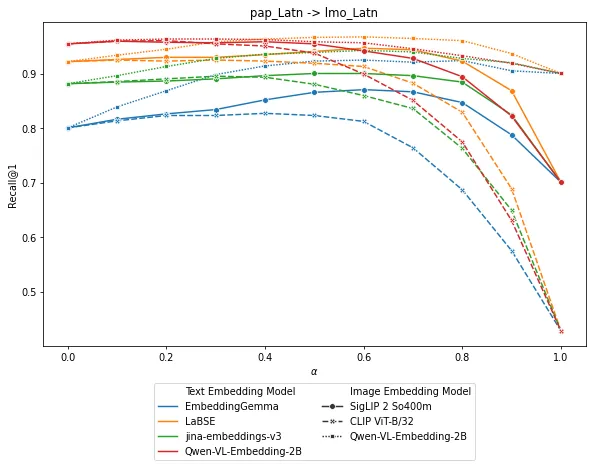 pap_Latn -> lmo_Latn
Recall@1
0.9
0.8
0.7
0.6
0.5
0.0
0.2
0.4
0.6
0.8
1.0
α
Text Embedding Model
EmbeddingGemma
LaBSE
jina-embeddings-v3
Qwen-VL-Embedding-2B
Image Embedding Model
SigLIP 2 So400m
CLIP ViT-B/32
Qwen-VL-Embedding-2B